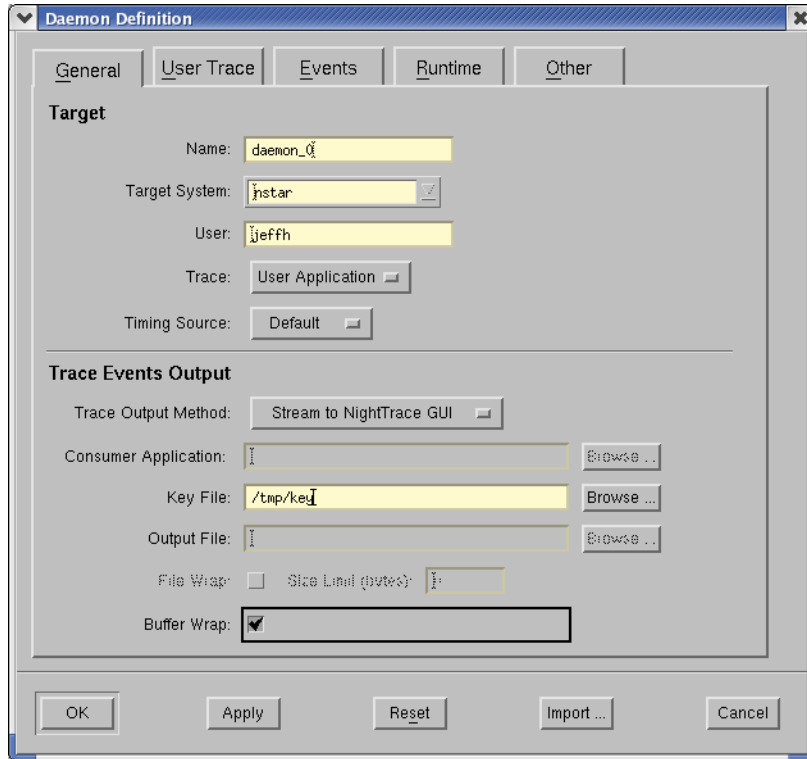 Daemon Definition
General User Trace Events Runtime Other
Target
Name: daemon_0
Target System: nstar
User: jeffh
Trace: User Application
Timing Source: Default
Trace Events Output
Trace Output Method: Stream to NightTrace GUI
Consumer Application: Browse ...
Key File: /tmp/key Browse ...
Output File: Browse ...
File Wrap: Size Limit (bytes):
Buffer Wrap:
OK Apply Reset Import ... Cancel